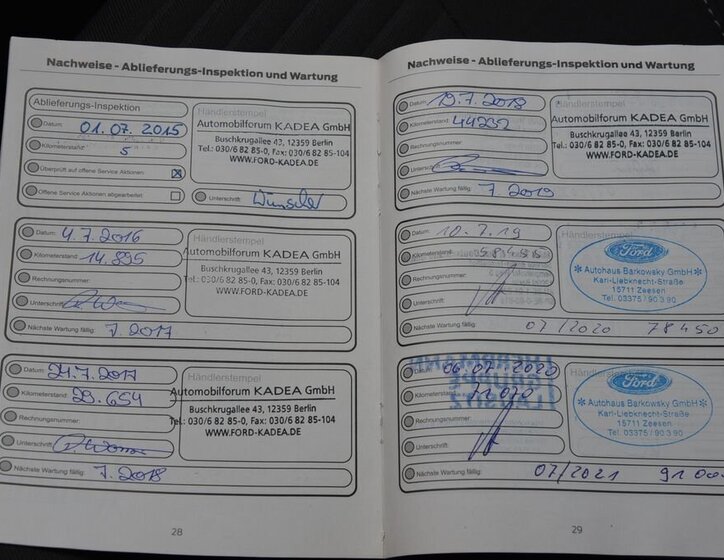 Nachweise - Ablieferungs-Inspektion und Wartung
Ablieferungs-Inspektion
Händlerstempel
Datum: 01.07.2015
Automobilforum KADEA GmbH
Kilometerstand: 5
Buschkrugallee 43, 12359 Berlin
Tel.: 030/6 82 85-0, Fax: 030/6 82 85-104
WWW.FORD-KADEA.DE
Überprüft auf offene Service Aktionen:
Offene Service Aktionen abgearbeitet:
Unterschrift:
Datum: 4.7.2016
Händlerstempel
Kilometerstand: 14.895
Automobilforum KADEA GmbH
Buschkrugallee 43, 12359 Berlin
Tel.: 030/6 82 85-0, Fax: 030/6 82 85-104
WWW.FORD-KADEA.DE
Rechnungsnummer:
Unterschrift:
Nächste Wartung fällig: 7.2017
Datum: 24.7.2017
Händlerstempel
Kilometerstand: 29.654
Automobilforum KADEA GmbH
Buschkrugallee 43, 12359 Berlin
Tel.: 030/6 82 85-0, Fax: 030/6 82 85-104
WWW.FORD-KADEA.DE
Rechnungsnummer:
Unterschrift:
Nächste Wartung fällig: 7.2018
28
Nachweise - Ablieferungs-Inspektion und Wartung
Datum: 19.7.2018
Händlerstempel
Kilometerstand: 44232
Automobilforum KADEA GmbH
Buschkrugallee 43, 12359 Berlin
Tel.: 030/6 82 85-0, Fax: 030/6 82 85-104
WWW.FORD-KADEA.DE
Rechnungsnummer:
Nächste Wartung fällig: 7.2019
Datum: 10.7.19
Händlerstempel
Kilometerstand:
Ford
Autohaus Barkowsky GmbH
Karl-Liebknecht-Straße
15711 Zeesen
Tel. 03375 / 90 3 90
Rechnungsnummer:
Unterschrift:
Nächste Wartung fällig: 07/2020 78450
Datum: 06.07.2020
Händlerstempel
Kilometerstand:
Ford
Autohaus Barkowsky GmbH
Karl-Liebknecht-Straße
15711 Zeesen
Tel. 03375 / 90 3 90
Unterschrift:
Nächste Wartung fällig: 07/2021
29